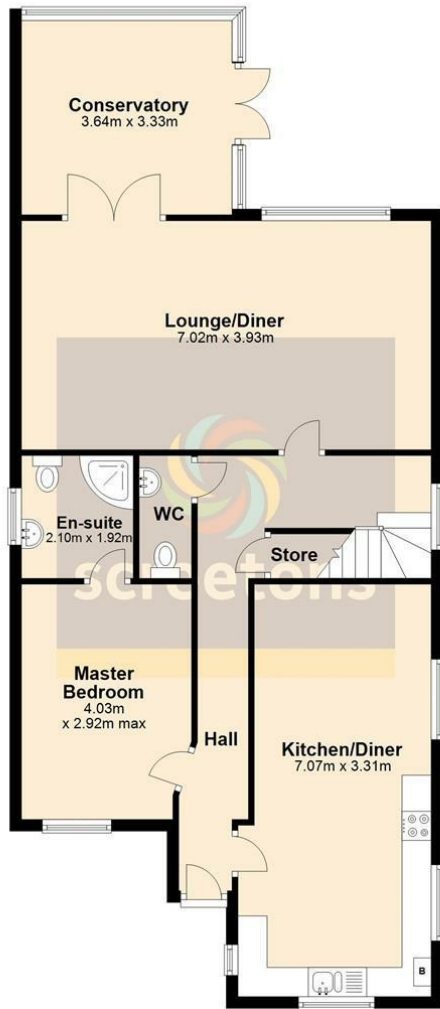 Conservatory
3.64m x 3.33m
Lounge/Diner
7.02m x 3.93m
En-suite
2.10m x 1.92m
WC
Store
screetons
Master
Bedroom
4.03m
x 2.92m max
Hall
Kitchen/Diner
7.07m x 3.31m
B